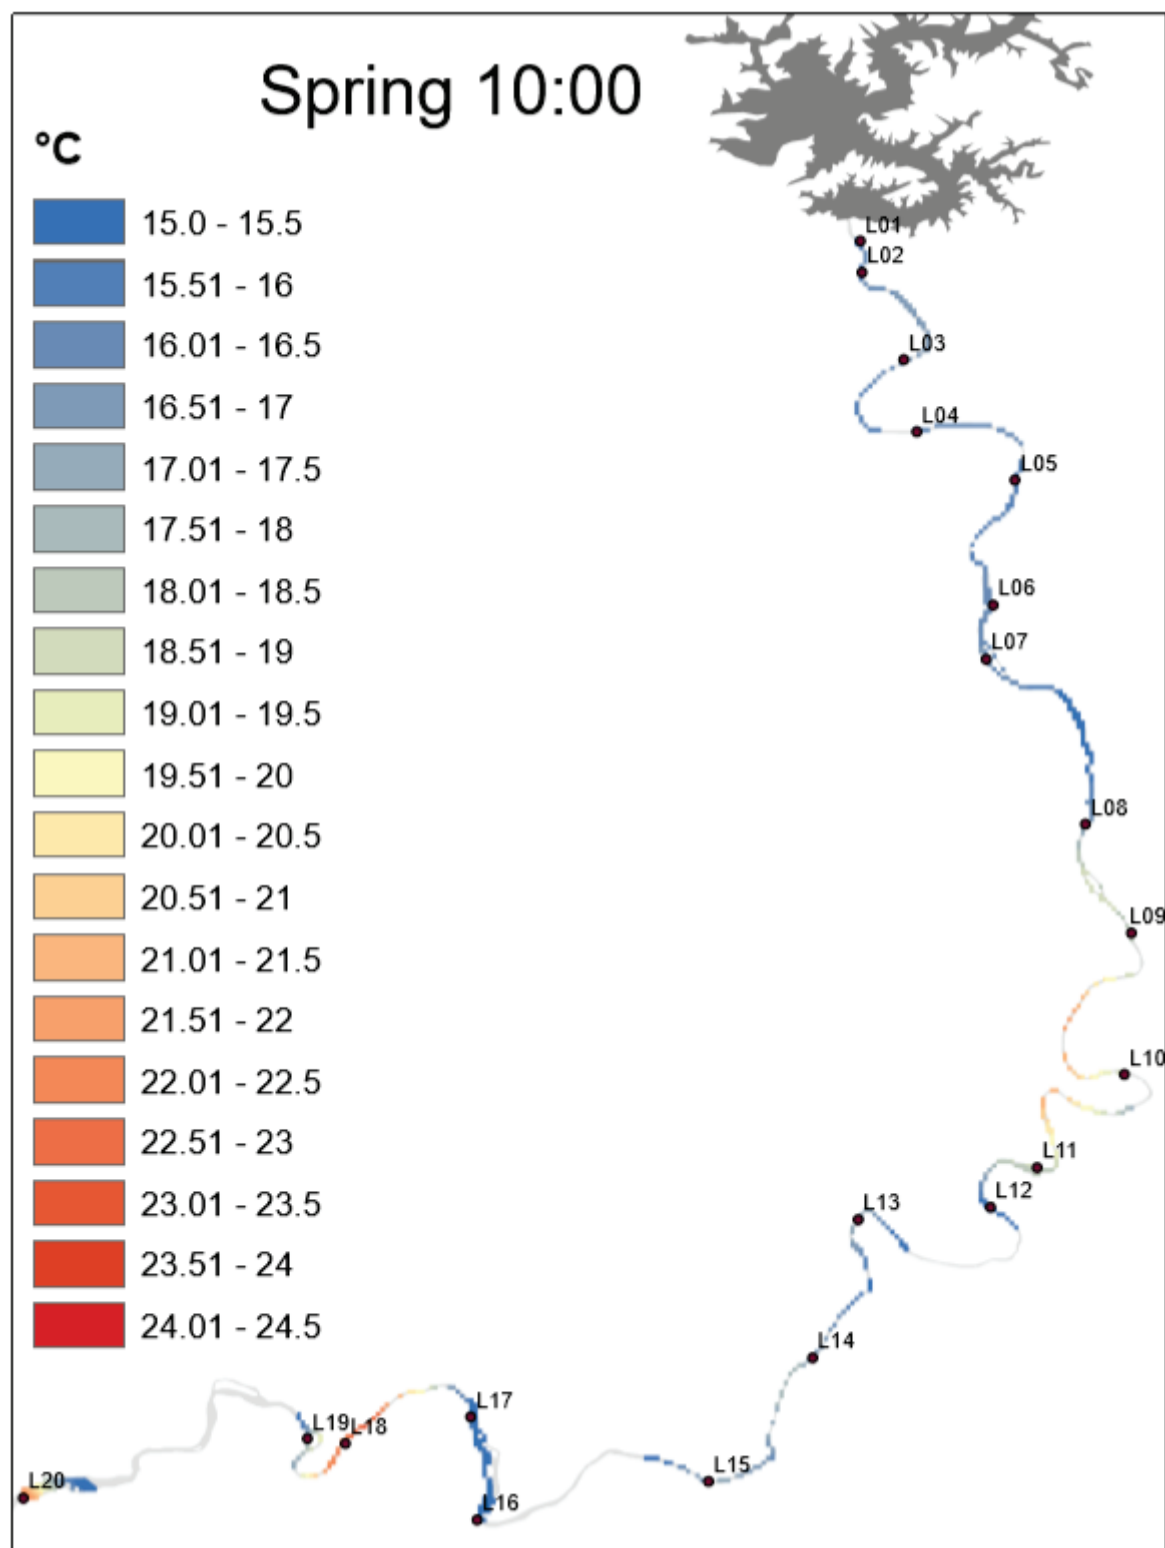 Spring 10:00
°C
15.0 - 15.5
15.51 - 16
16.01 - 16.5
16.51 - 17
17.01 - 17.5
17.51 - 18
18.01 - 18.5
18.51 - 19
19.01 - 19.5
19.51 - 20
20.01 - 20.5
20.51 - 21
21.01 - 21.5
21.51 - 22
22.01 - 22.5
22.51 - 23
23.01 - 23.5
23.51 - 24
24.01 - 24.5
L01
L02
L03
L04
L05
L06
L07
L08
L09
L10
L11
L12
L13
L14
L15
L16
L17
L18
L19
L20